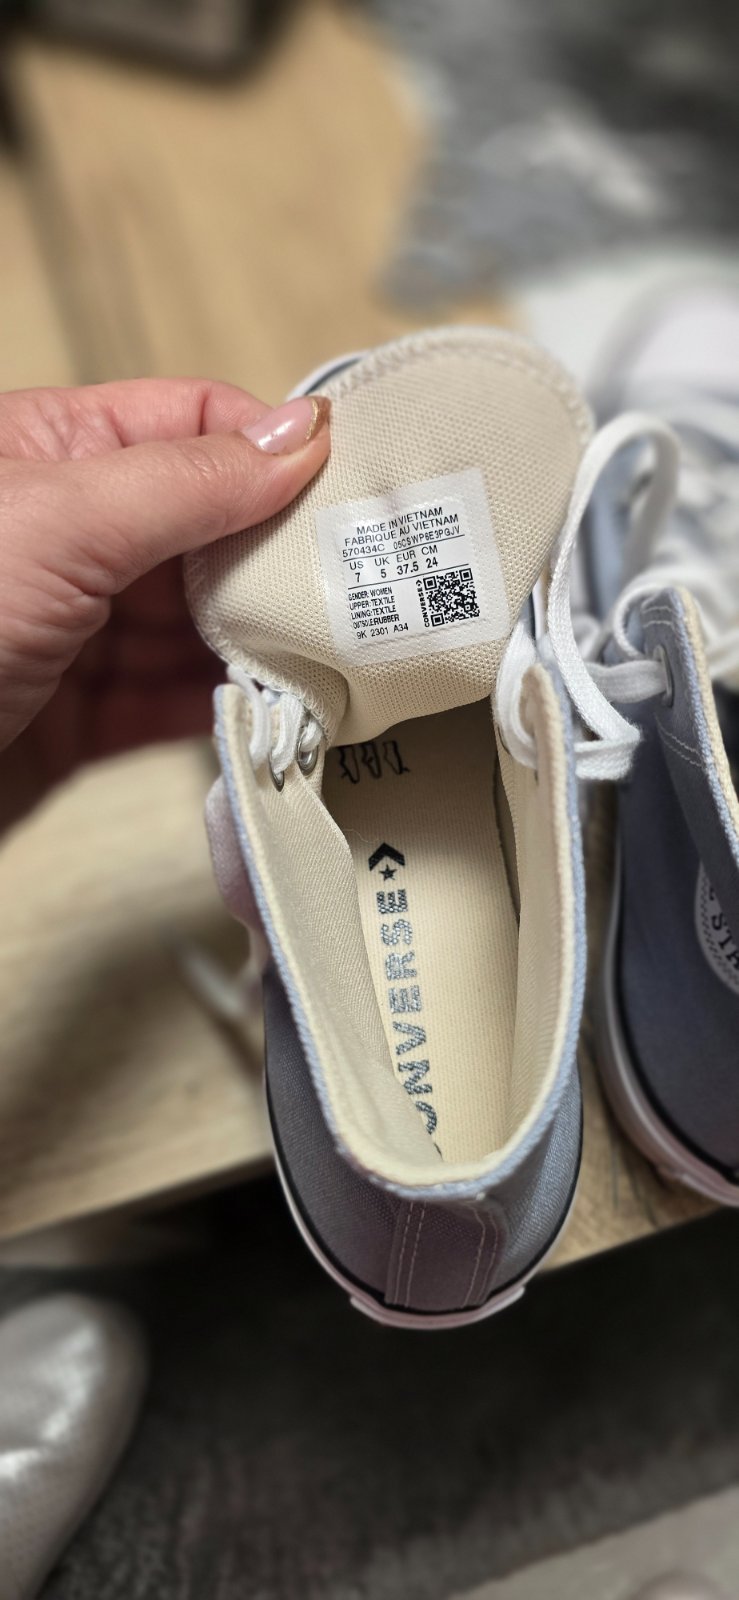 MADE IN VIETNAM
FABRIQUE AU VIETNAM
570434C 05CSWP6E3PGJV
US UK EUR CM
7 5 37.5 24
GENDER: WOMEN
UPPER: TEXTILE
LINING: TEXTILE
OUTSOLE: RUBBER
9K 2301 A34
CONVERSE
CONVERSE